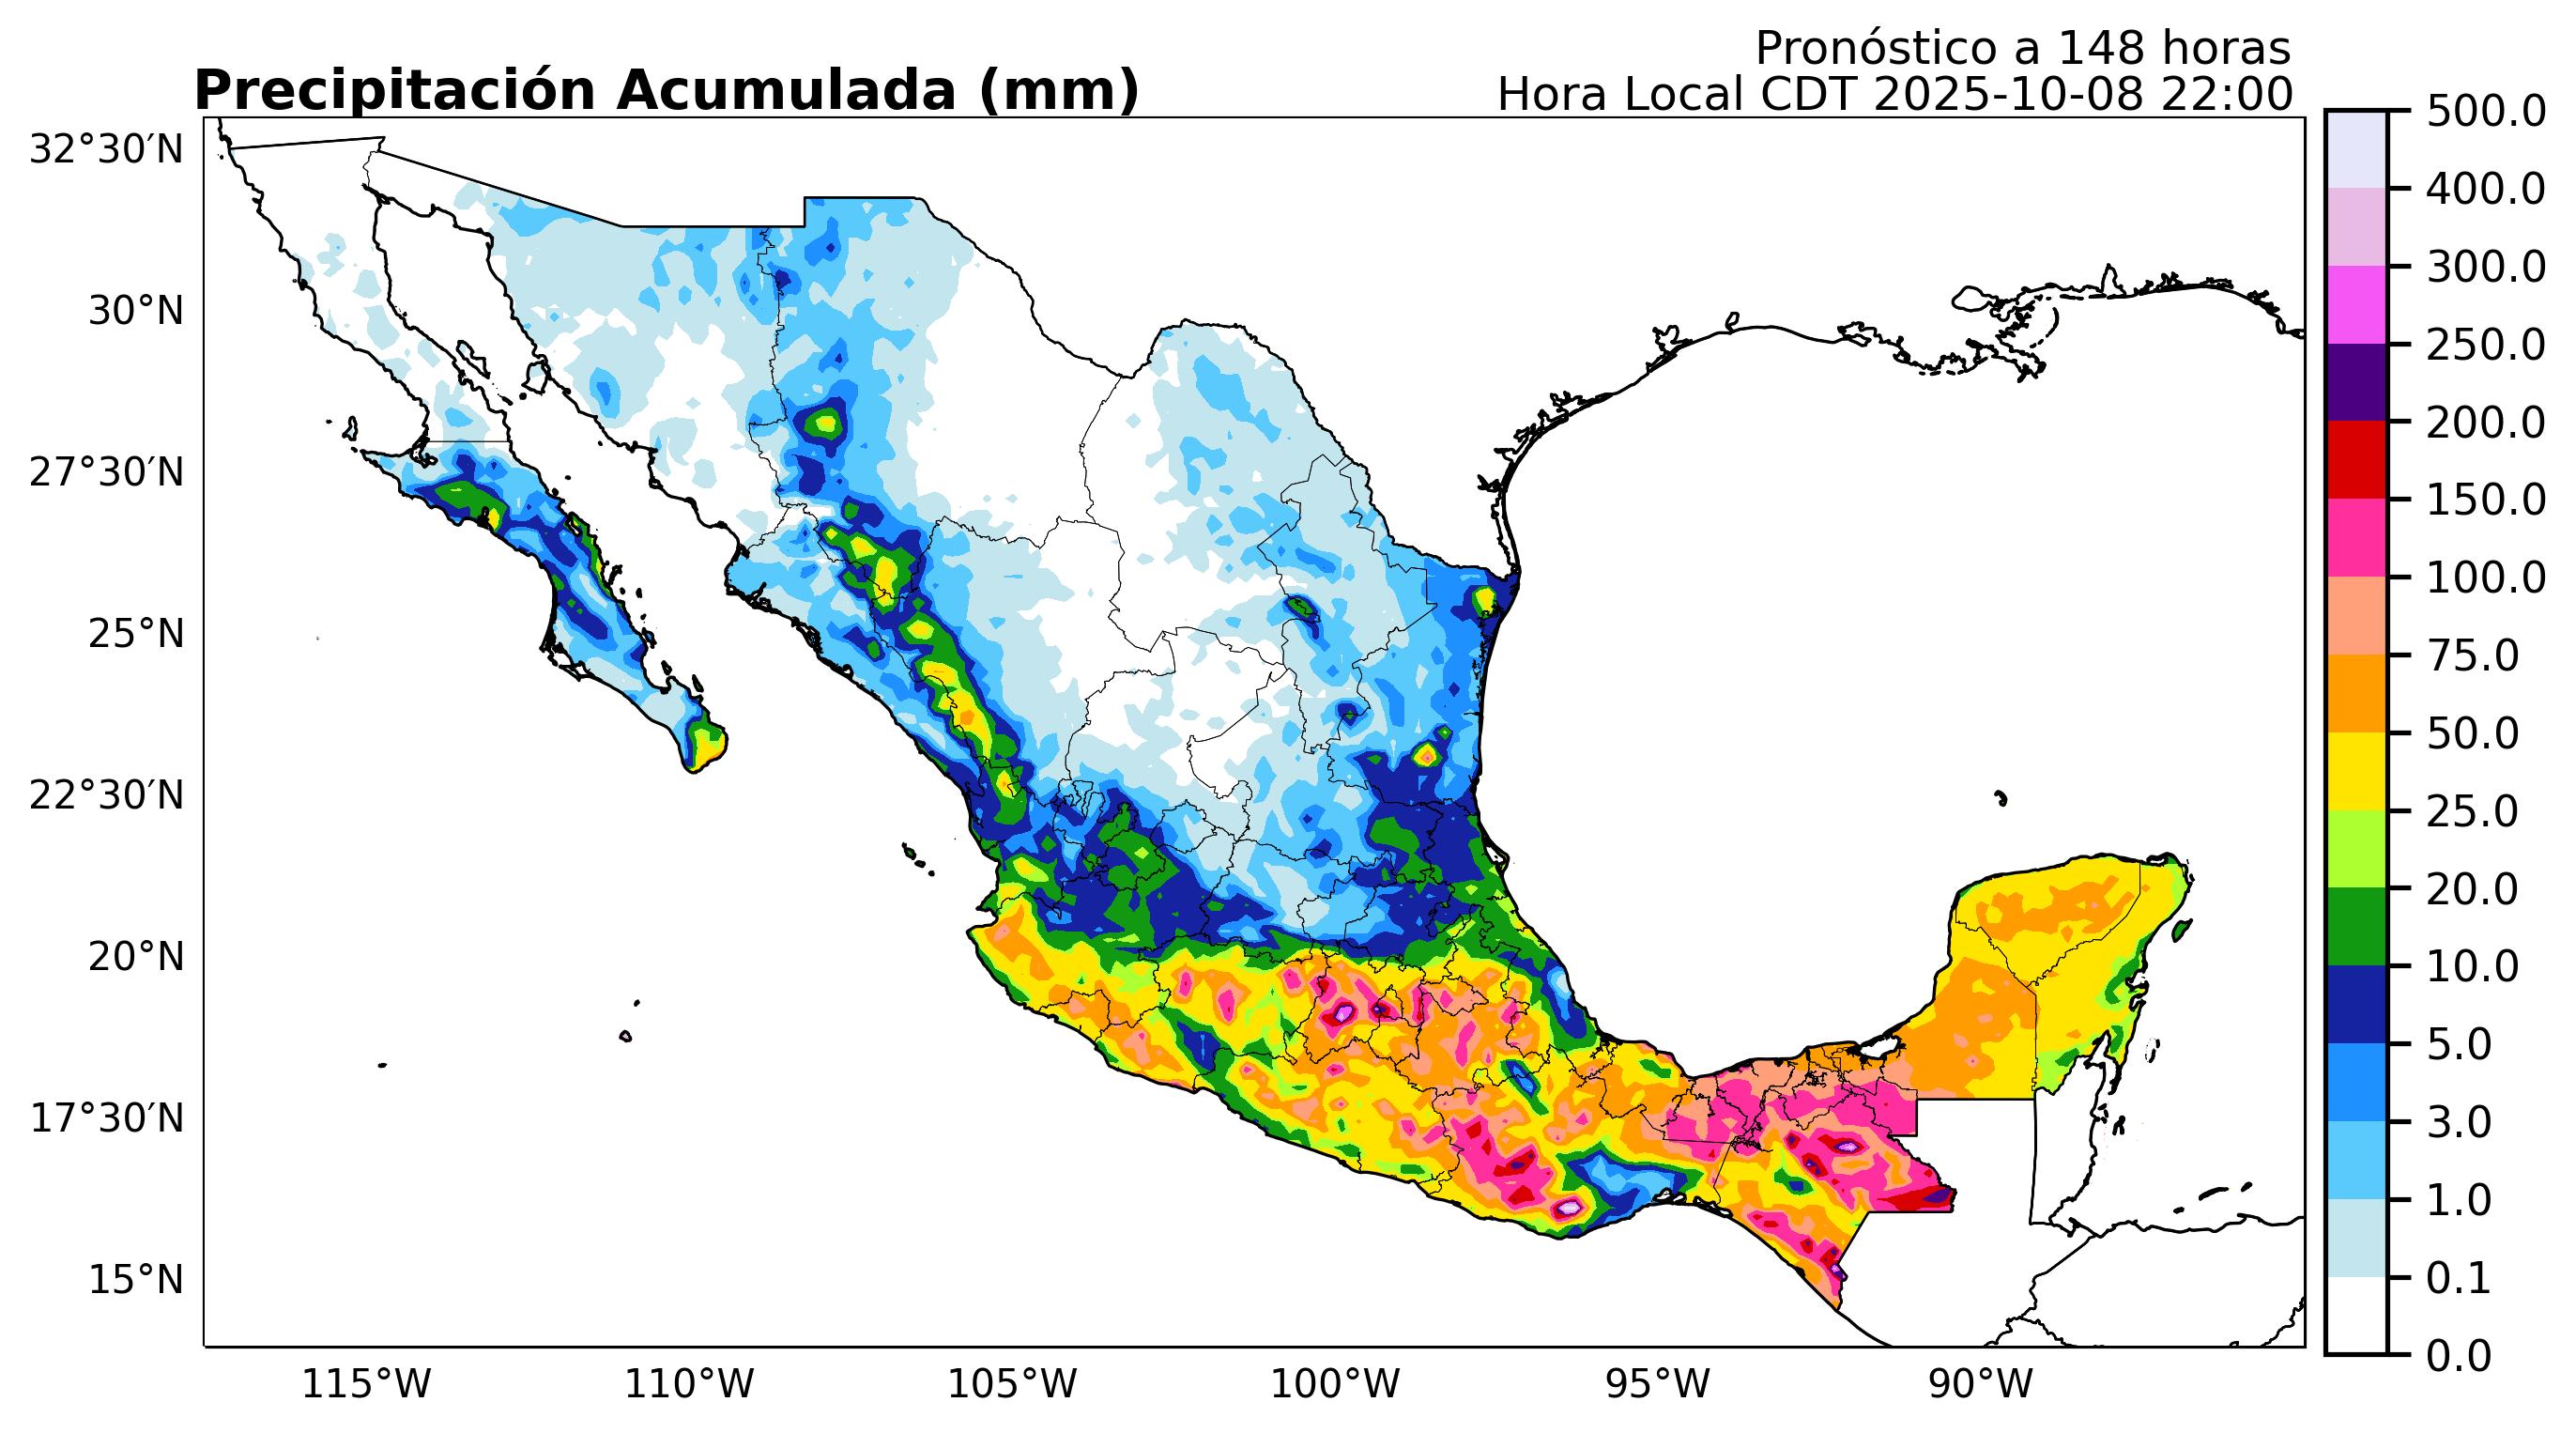 Pronóstico a 148 horas
Precipitación Acumulada (mm)
Hora Local CDT 2025-10-08 22:00
32°30′N
30°N
27°30′N
25°N
22°30′N
20°N
17°30′N
15°N
115°W
110°W
105°W
100°W
95°W
90°W
500.0
400.0
300.0
250.0
200.0
150.0
100.0
75.0
50.0
25.0
20.0
10.0
5.0
3.0
1.0
0.1
0.0